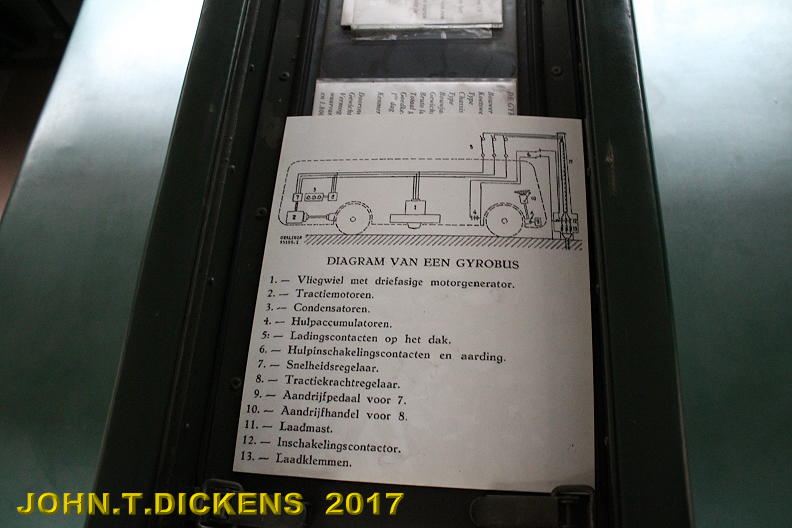 DIAGRAM VAN EEN GYROBUS
1. — Vliegwiel met driefasige motorgenerator.
2. — Tractiemotoren.
3. — Condensatoren.
4. — Hulpaccumulatoren.
5: — Ladingscontacten op het dak.
6. — Hulpinschakelingscontacten en aarding.
7. — Snelheidsregelaar.
8. — Tractiekrachtregelaar.
9. — Aandrijfpedaal voor 7.
10. — Aandrijfhandel voor 8.
11. — Laadmast.
12. — Inschakelingscontactor.
13. — Laadklemmen.
JOHN.T.DICKENS 2017